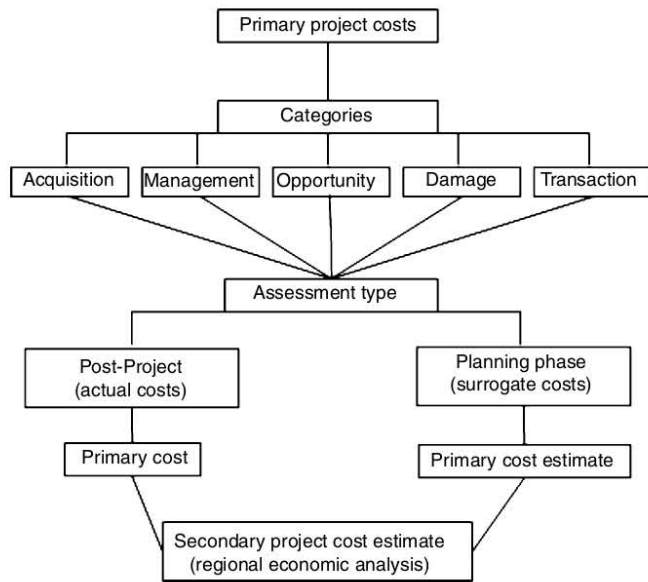 Primary project costs
Categories
Acquisition
Management
Opportunity
Damage
Transaction
Assessment type
Post-Project
(actual costs)
Planning phase
(surrogate costs)
Primary cost
Primary cost estimate
Secondary project cost estimate
(regional economic analysis)